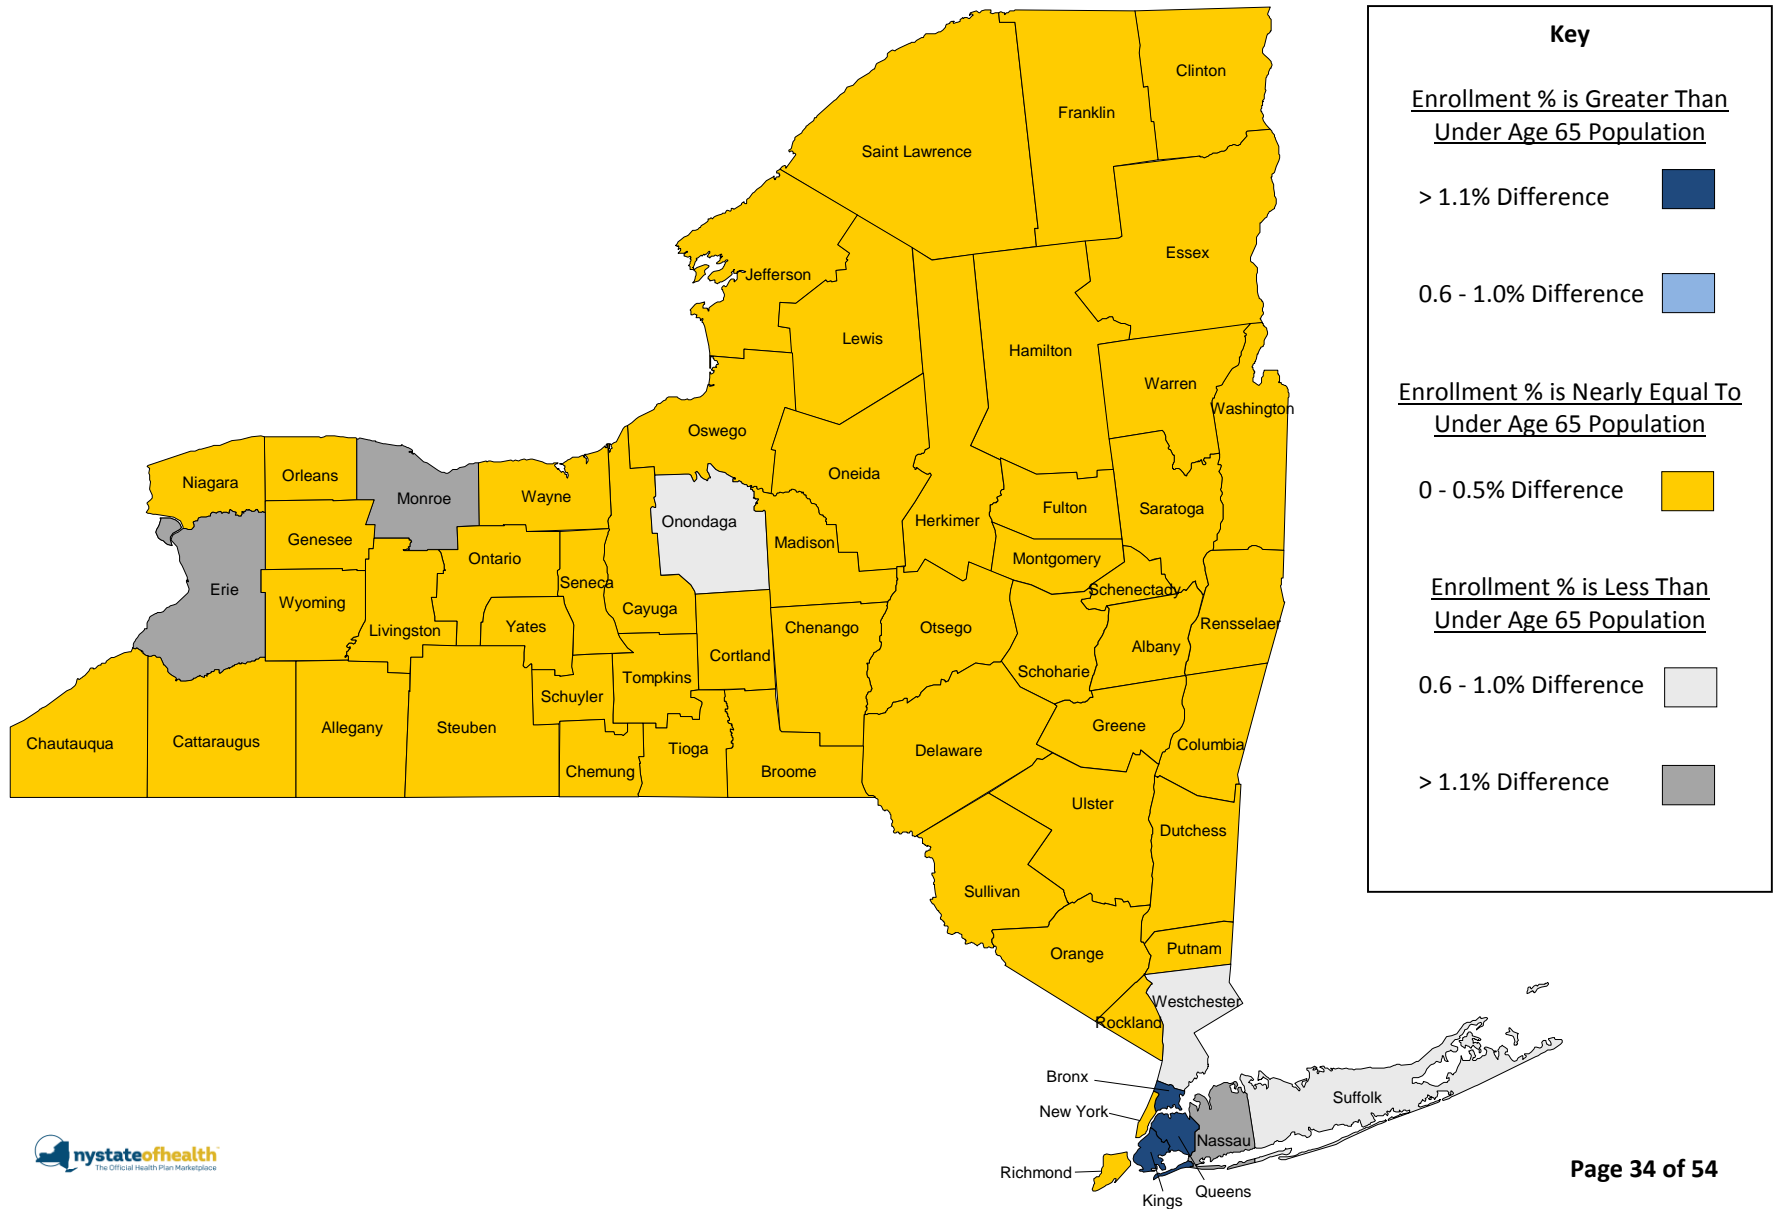 Key
Enrollment % is Greater Than
Under Age 65 Population
> 1.1% Difference
0.6 - 1.0% Difference
Enrollment % is Nearly Equal To
Under Age 65 Population
0 - 0.5% Difference
Enrollment % is Less Than
Under Age 65 Population
0.6 - 1.0% Difference
> 1.1% Difference
Clinton
Franklin
Saint Lawrence
Essex
Jefferson
Lewis
Hamilton
Warren
Washington
Oswego
Oneida
Herkimer
Fulton
Saratoga
Niagara
Orleans
Monroe
Wayne
Onondaga
Madison
Montgomery
Schenectady
Genesee
Ontario
Seneca
Cayuga
Erie
Wyoming
Livingston
Yates
Chenango
Otsego
Schoharie
Albany
Rensselaer
Cortland
Tompkins
Schuyler
Steuben
Allegany
Cattaraugus
Chautauqua
Chemung
Tioga
Broome
Delaware
Greene
Columbia
Ulster
Dutchess
Sullivan
Orange
Putnam
Westchester
Rockland
Bronx
New York
Suffolk
Nassau
Richmond
Kings
Queens
nystateofhealth
The Official Health Plan Marketplace
Page 34 of 54